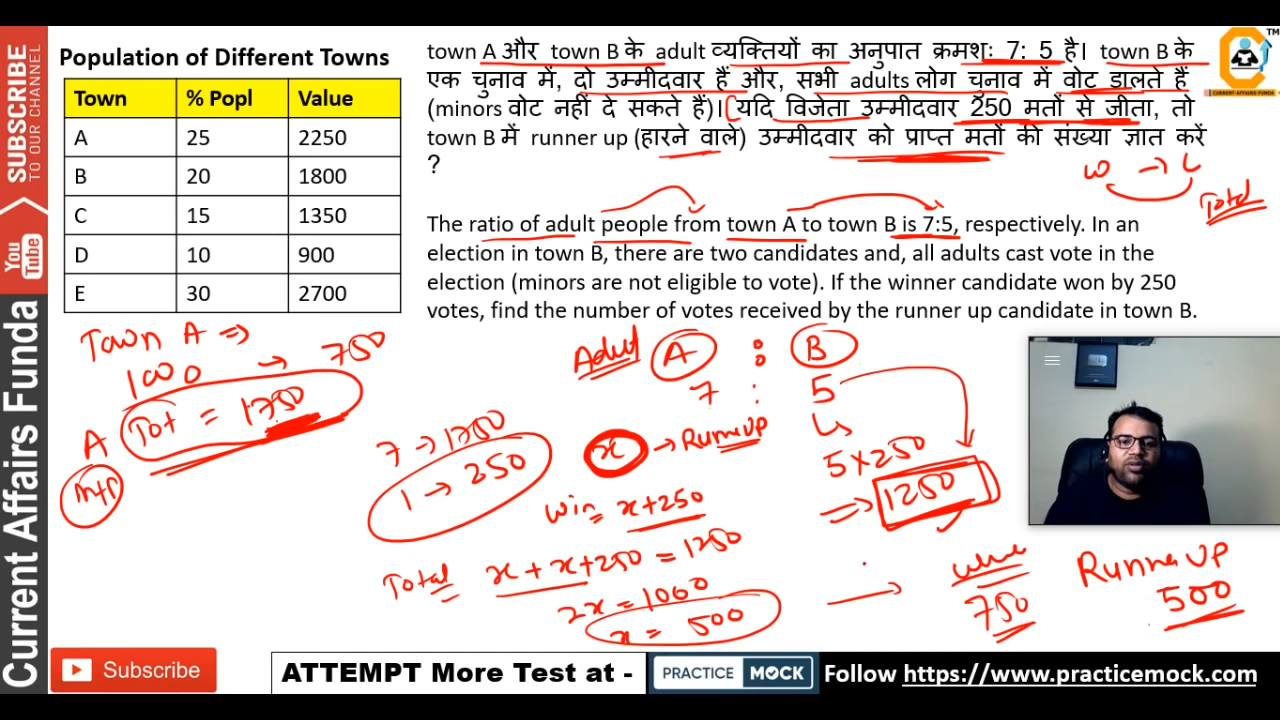 SUBSCRIBE
TO OUR CHANNEL
You
Tube
Current Affairs Funda
Population of Different Towns
Town % Popl Value
A 25 2250
B 20 1800
C 15 1350
D 10 900
E 30 2700
town A और town B के adult व्यक्तियों का अनुपात क्रमशः 7: 5 है। town B के
एक चुनाव में, दो उम्मीदवार हैं और, सभी adults लोग चुनाव में वोट डालते हैं
(minors वोट नहीं दे सकते हैं)। यदि विजेता उम्मीदवार 250 मतों से जीता, तो
town B में runner up (हारने वाले) उम्मीदवार को प्राप्त मतों की संख्या ज्ञात करें
?
CURRENT-AFFAIRS-FUNDA
TM
W → L
Total
The ratio of adult people from town A to town B is 7:5, respectively. In an
election in town B, there are two candidates and, all adults cast vote in the
election (minors are not eligible to vote). If the winner candidate won by 250
votes, find the number of votes received by the runner up candidate in town B.
Town A ⇒
1000 → 750
A Tot = 1750
7 → 1750
1 → 250
Adult A : B
7 : 5
x → Runner up
5 × 250
⇒ 1250
Win = x + 250
Total = x + x + 250 = 1250
2x = 1000
x = 500
→ 750
Runner up
500
Subscribe
ATTEMPT More Test at -
PRACTICE MOCK
Follow https://www.practicemock.com